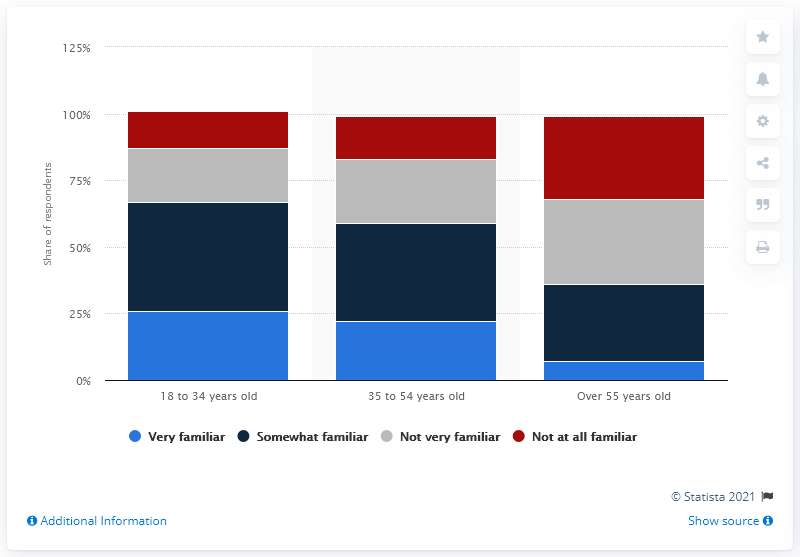 125%
100%
75%
50%
25%
0%
Share of respondents
18 to 34 years old
35 to 54 years old
Over 55 years old
Very familiar
Somewhat familiar
Not very familiar
Not at all familiar
© Statista 2021
Additional Information
Show source